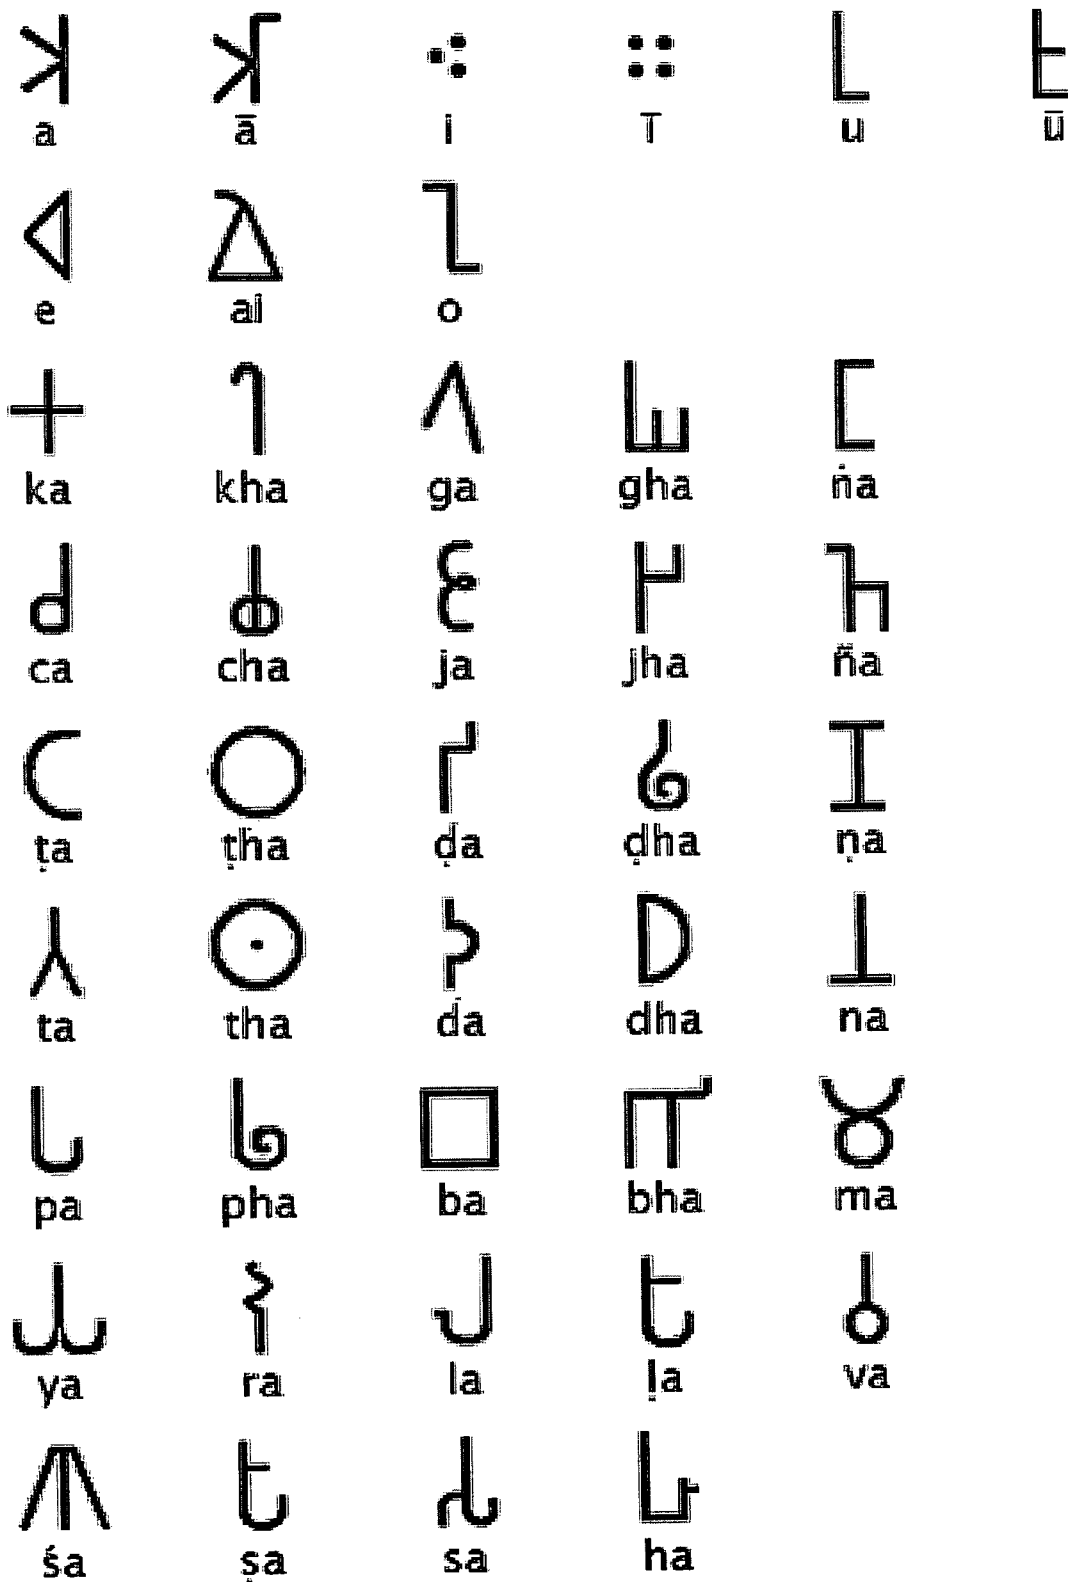 𑀅 𑀆 𑀇 𑀈 𑀉 𑀊
a ā i ī u ū
𑀏 𑀐 𑀑
e ai o
𑀓 𑀔 𑀕 𑀖 𑀗
ka kha ga gha ṅa
𑀘 𑀙 𑀚 𑀛 𑀜
ca cha ja jha ña
𑀝 𑀞 𑀟 𑀠 𑀡
ṭa ṭha ḍa ḍha ṇa
𑀢 𑀣 𑀤 𑀥 𑀦
ta tha da dha na
𑀧 𑀨 𑀩 𑀪 𑀫
pa pha ba bha ma
𑀬 𑀭 𑀮 𑀴 𑀯
ya ra la ḷa va
𑀰 𑀱 𑀲 𑀳
śa ṣa sa ha